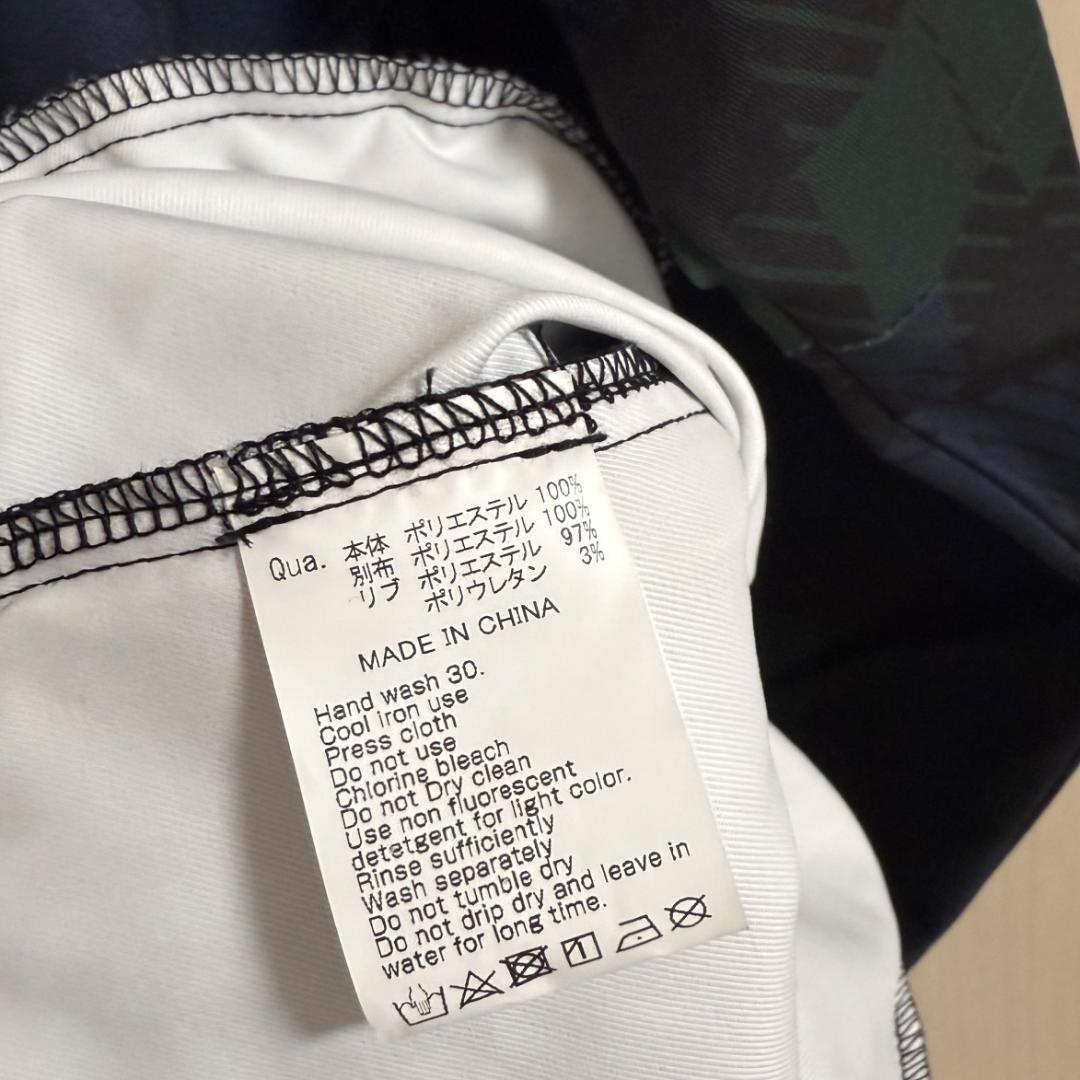 Qua. 本体 ポリエステル 100%
別布 ポリエステル 100%
リブ ポリエステル 97%
ポリウレタン 3%
MADE IN CHINA
Hand wash 30.
Cool iron use
Press cloth
Do not use
Chlorine bleach
Do not Dry clean
Use non fluorescent
detetgent for light color.
Rinse sufficiently
Wash separately
Do not tumble dry
Do not drip dry and leave in
water for long time.